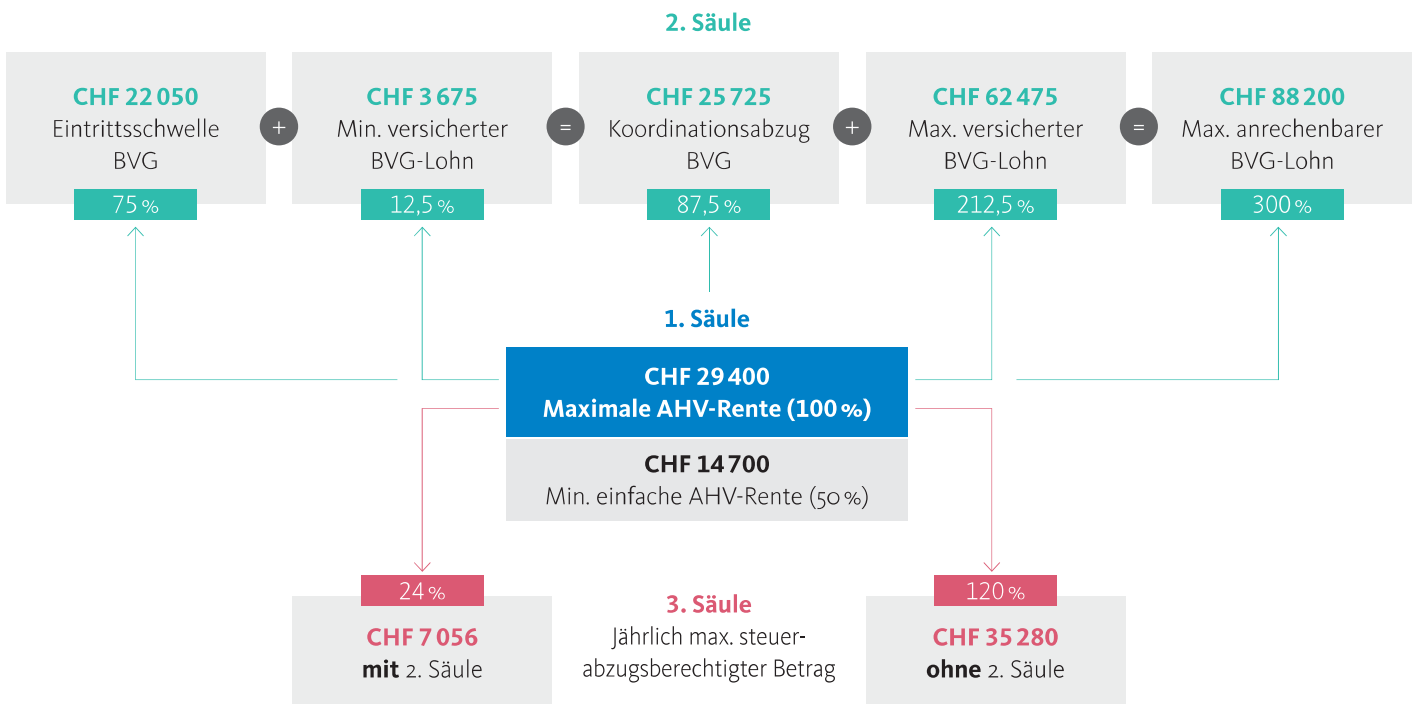 2. Säule
CHF 22 050
Eintrittsschwelle
BVG
75 %
+
CHF 3 675
Min. versicherter
BVG-Lohn
12,5 %
=
CHF 25 725
Koordinationsabzug
BVG
87,5 %
+
CHF 62 475
Max. versicherter
BVG-Lohn
212,5 %
=
CHF 88 200
Max. anrechenbarer
BVG-Lohn
300 %
1. Säule
CHF 29 400
Maximale AHV-Rente (100 %)
CHF 14 700
Min. einfache AHV-Rente (50 %)
24 %
CHF 7 056
mit 2. Säule
3. Säule
Jährlich max. steuer-
abzugsberechtigter Betrag
120 %
CHF 35 280
ohne 2. Säule